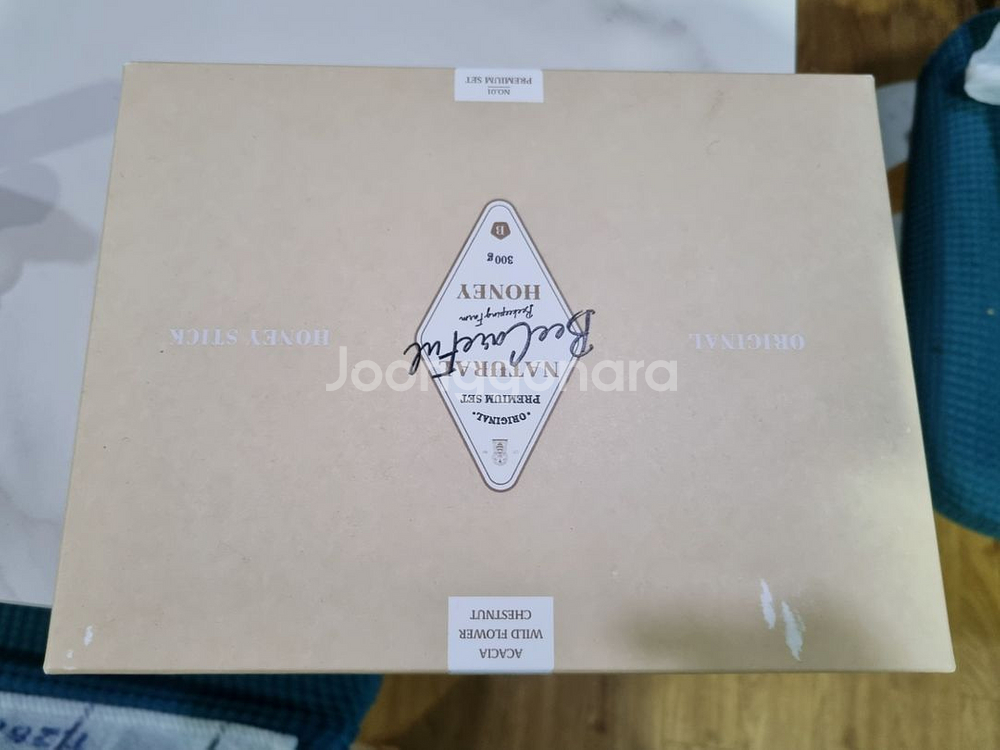 ACACIA
WILD FLOWER
CHESTNUT
ORIGINAL
HONEY STICK
·ORIGINAL·
PREMIUM SET
NATURAL
BeeCareFul
Beekeeping Farm
HONEY
300g
B
NO.01
PREMIUM SET
Joonggonara